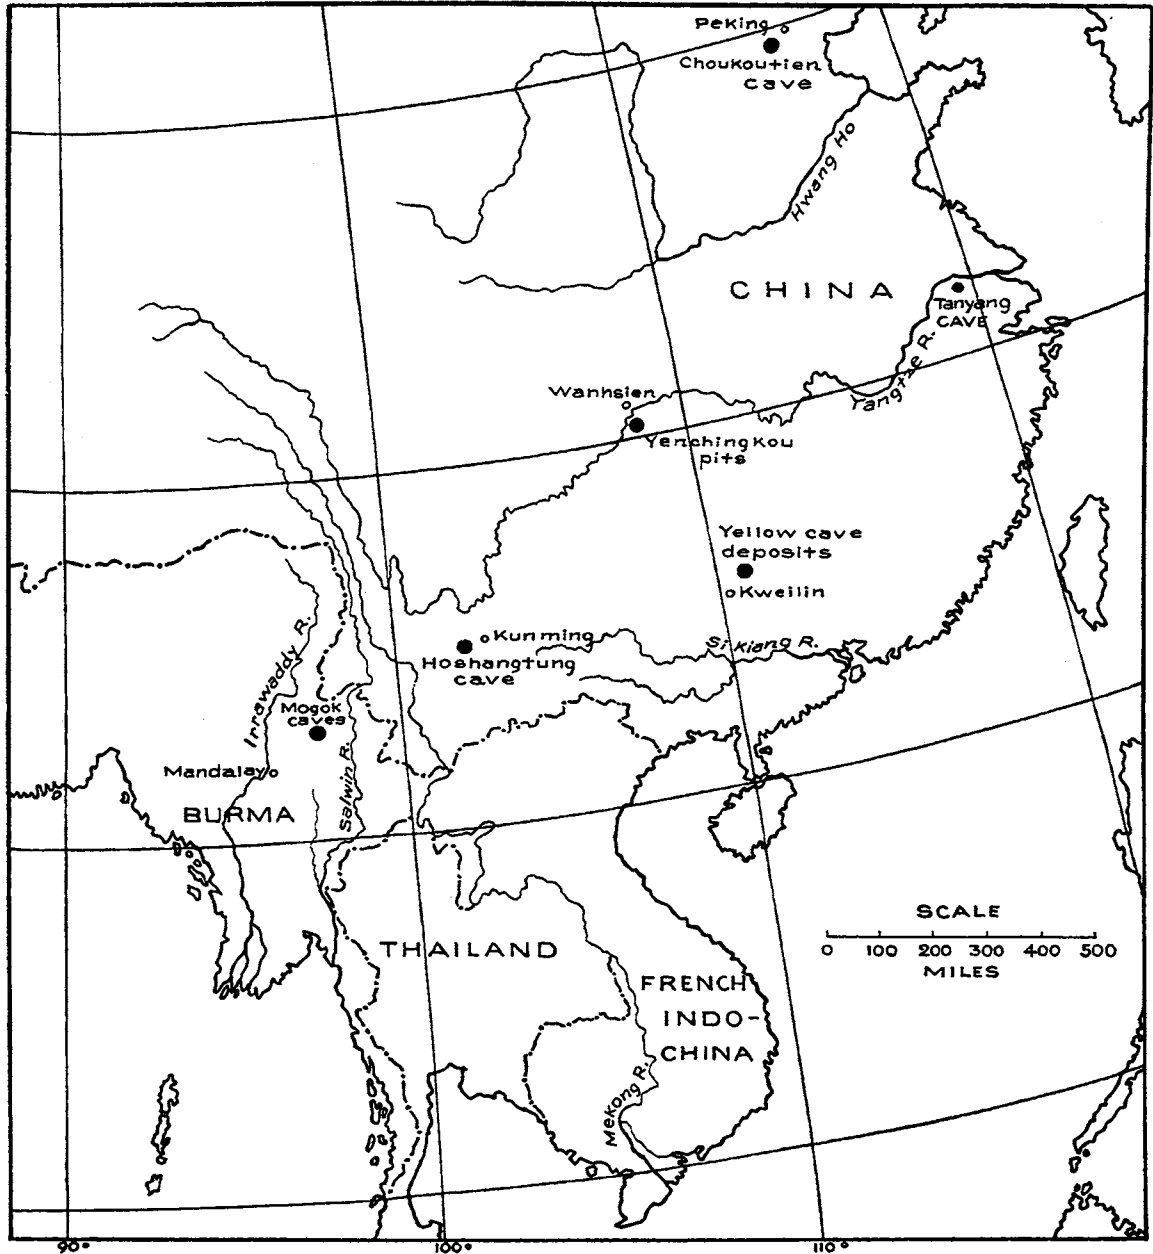 Peking
Choukoutien
cave
Hwang Ho
CHINA
Tanyang
CAVE
Yangtze R.
Wanhsien
Yenchingkou
pits
Yellow cave
deposits
Kweilin
Kunming
Hoshangtung
cave
Si Kiang R.
Irrawaddy R.
Mogok
caves
Mandalay
Salwin R.
BURMA
SCALE
0 100 200 300 400 500
MILES
THAILAND
FRENCH
INDO-
CHINA
Mekong R.
90° 100° 110°